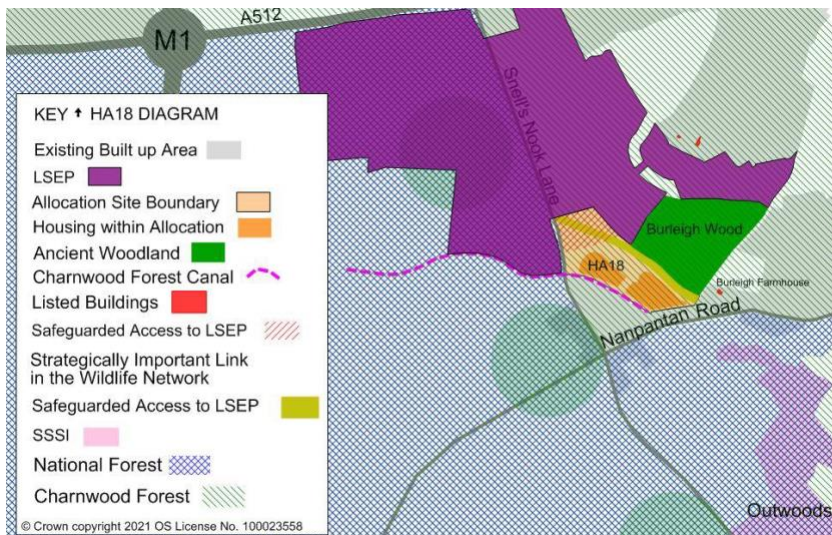 A512
M1
Snell's Nook Lane
KEY HA18 DIAGRAM
Existing Built up Area
LSEP
Allocation Site Boundary
Housing within Allocation
Ancient Woodland
Charnwood Forest Canal
Listed Buildings
Safeguarded Access to LSEP
Strategically Important Link
in the Wildlife Network
Safeguarded Access to LSEP
SSSI
National Forest
Charnwood Forest
© Crown copyright 2021 OS License No. 100023558
Burleigh Wood
HA18
Burleigh Farmhouse
Nanpantan Road
Outwoods